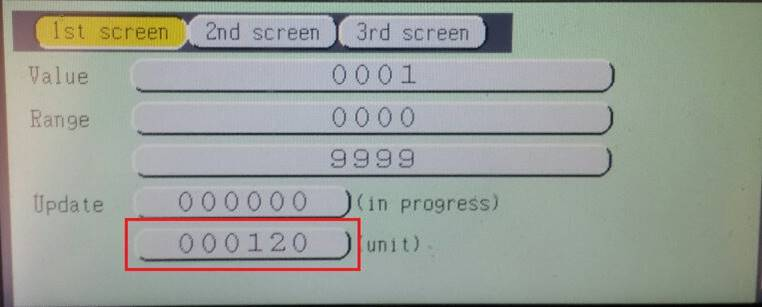 1st screen 2nd screen 3rd screen
Value 0001
Range 0000
9999
Update 000000 (in progress)
000120 (unit)